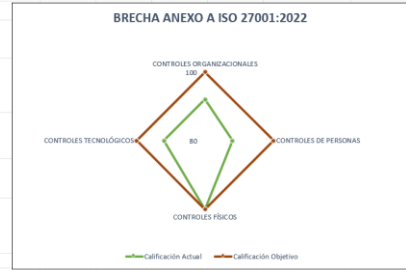 BRECHA ANEXO A ISO 27001:2022
CONTROLES ORGANIZACIONALES
100
CONTROLES TECNOLÓGICOS
80
CONTROLES DE PERSONAS
CONTROLES FÍSICOS
Calificación Actual
Calificación Objetivo